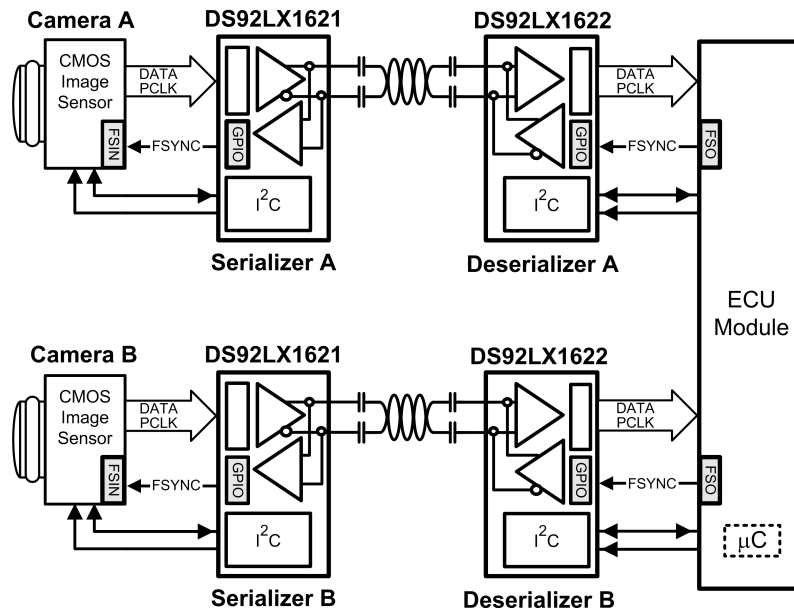 Camera A
DS92LX1621
DS92LX1622
CMOS
Image
Sensor
DATA
PCLK
DATA
PCLK
FSIN
FSYNC
GPIO
GPIO
FSYNC
FSO
I²C
I²C
Serializer A
Deserializer A
ECU
Module
Camera B
DS92LX1621
DS92LX1622
CMOS
Image
Sensor
DATA
PCLK
DATA
PCLK
FSIN
FSYNC
GPIO
GPIO
FSYNC
FSO
I²C
I²C
μC
Serializer B
Deserializer B